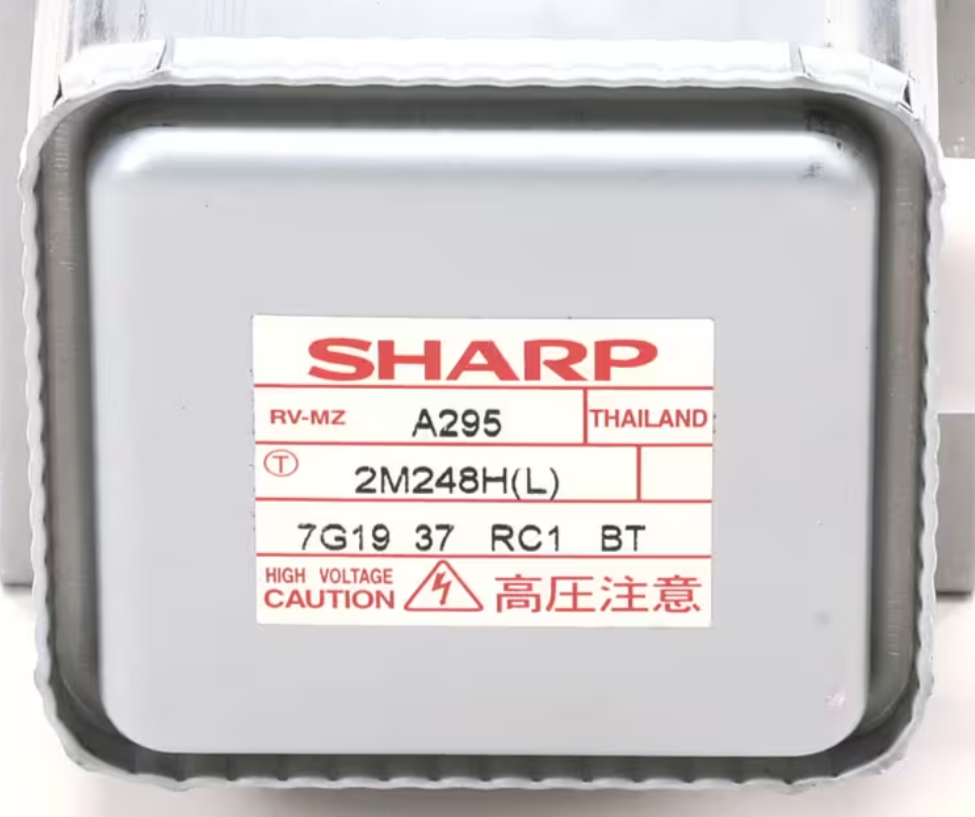 SHARP
RV-MZ A295 THAILAND
T 2M248H(L)
7G19 37 RC1 BT
HIGH VOLTAGE
CAUTION 高圧注意